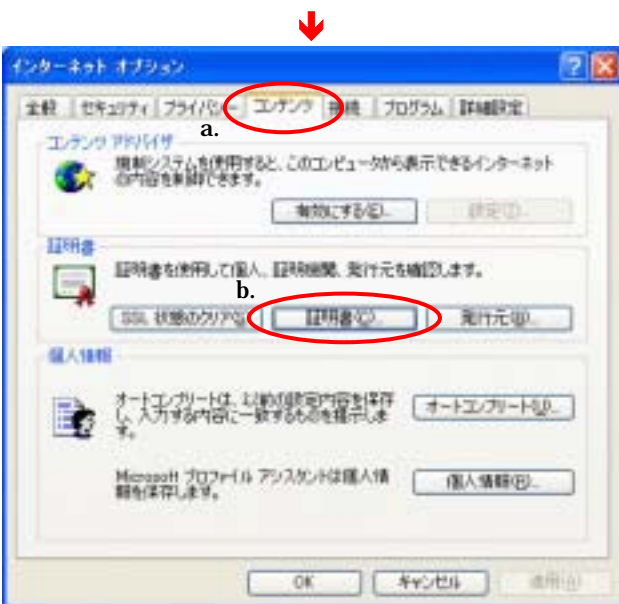 インターネット オプション
全般 セキュリティ プライバシー コンテンツ 接続 プログラム 詳細設定
a.
コンテンツ アドバイザ
規制システムを使用すると、このコンピュータから表示できるインターネット
の内容を制御できます。
有効にする(E)... 設定(T)...
証明書
証明書を使用して個人、証明機関、発行元を確認します。
b.
SSL 状態のクリア(S) 証明書(C)... 発行元(B)...
個人情報
オートコンプリートは、以前の設定内容を保存
し、入力する内容に一致するものを提示しま
す。
オートコンプリート(U)...
Microsoft プロファイル アシスタントは個人情
報を保存します。
個人情報(R)...
OK キャンセル 適用(A)